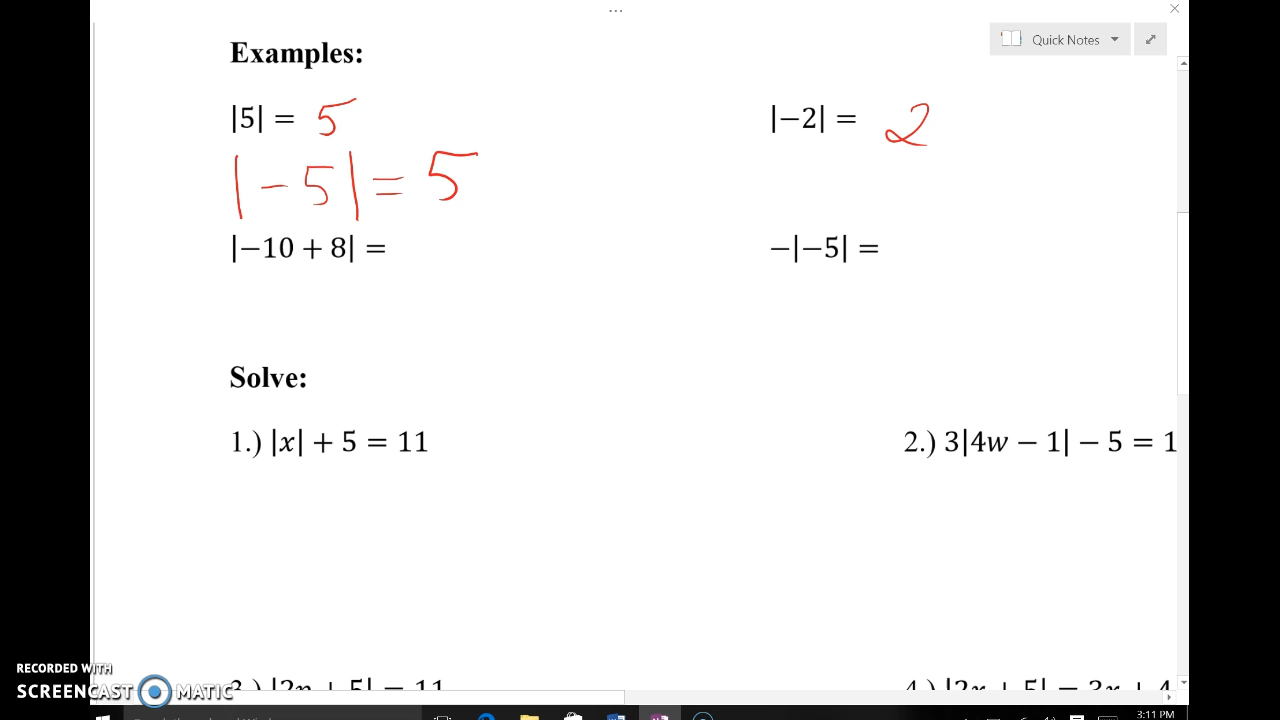 ...
Quick Notes
Examples:
|5| = 5
|−2| = 2
|−5| = 5
|−10 + 8| =
−|−5| =
Solve:
1.) |x| + 5 = 11
2.) 3|4w − 1| − 5 = 1
RECORDED WITH
SCREENCAST MATIC
3:11 PM